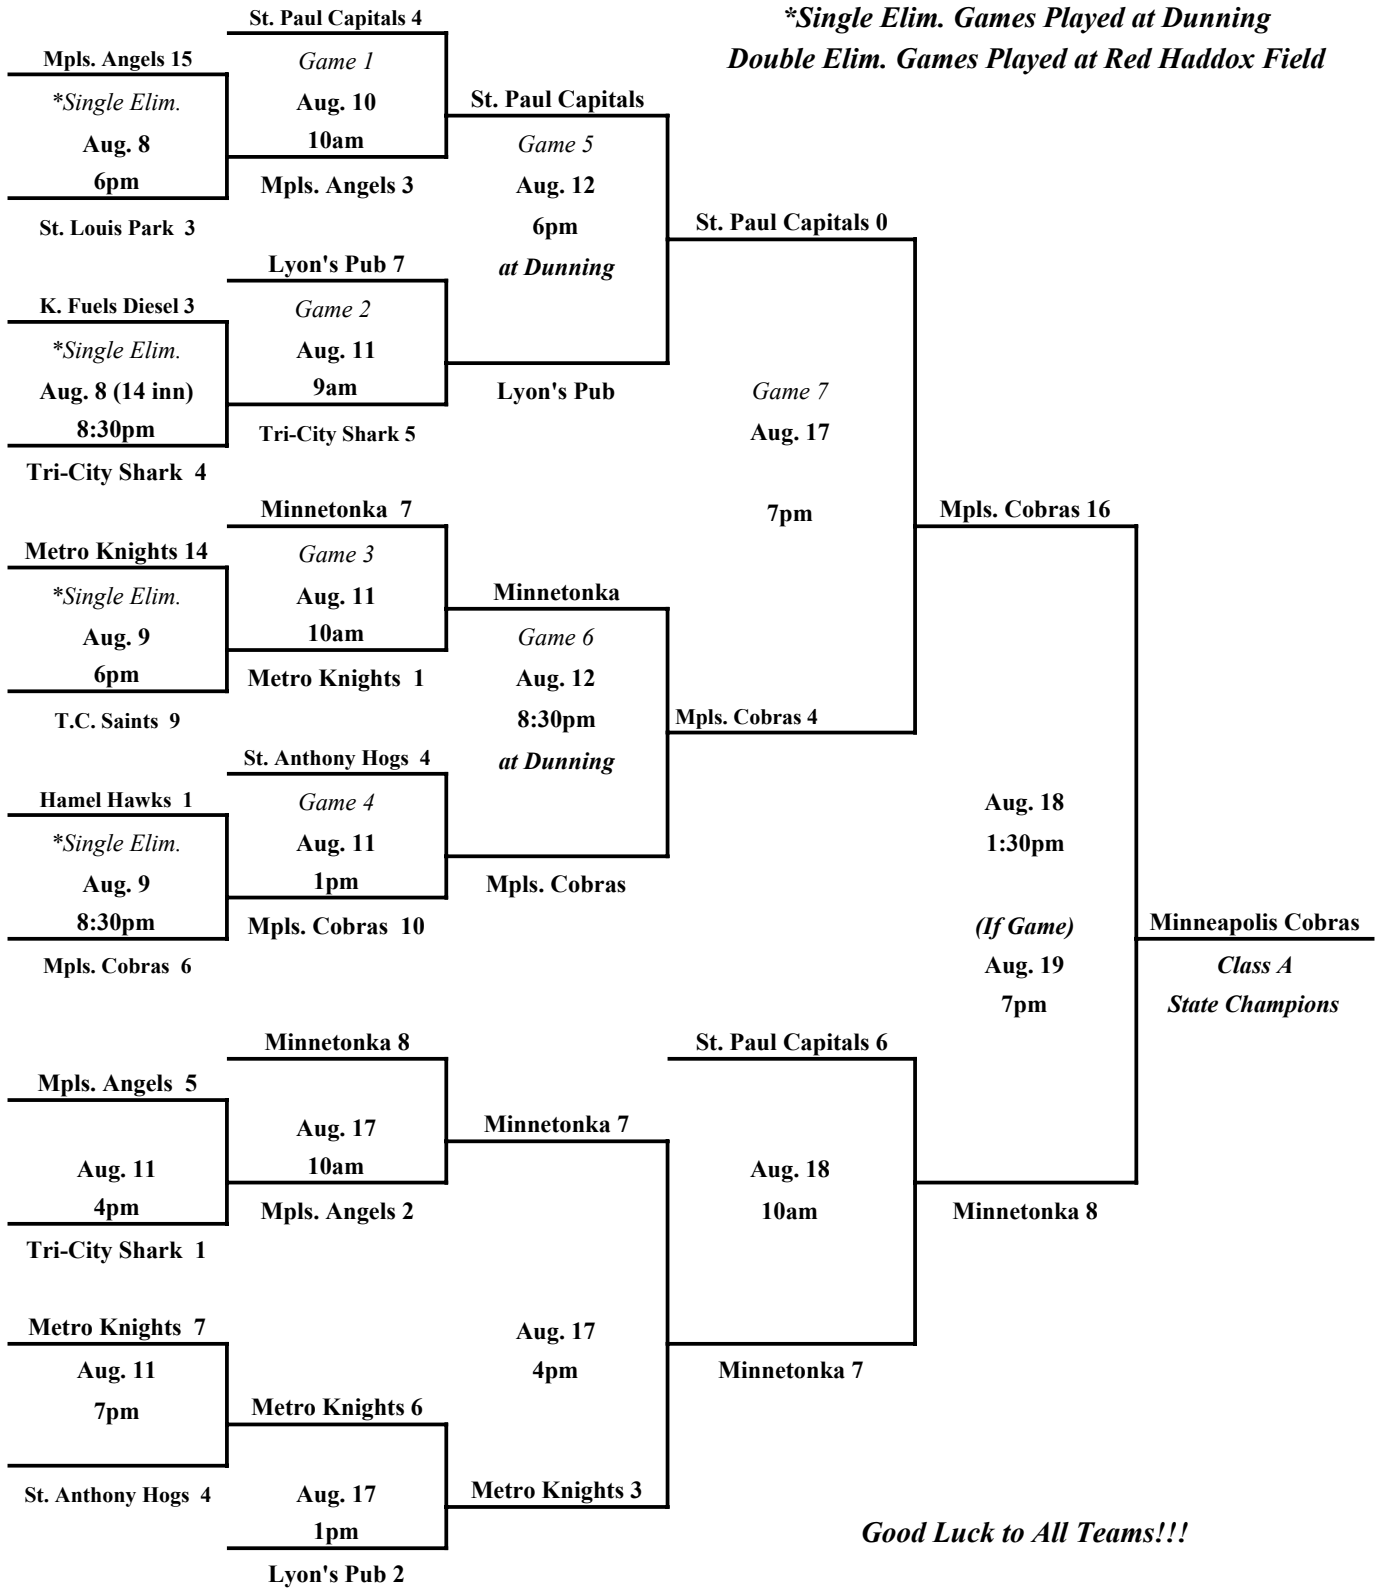 St. Paul Capitals 4
*Single Elim. Games Played at Dunning
Double Elim. Games Played at Red Haddox Field
Mpls. Angels 15
*Single Elim.
Aug. 8
6pm
St. Louis Park  3
Game 1
Aug. 10
10am
Mpls. Angels 3
St. Paul Capitals
Game 5
Aug. 12
6pm
at Dunning
Lyon's Pub
Lyon's Pub 7
Game 2
Aug. 11
9am
Tri-City Shark 5
K. Fuels Diesel 3
*Single Elim.
Aug. 8 (14 inn)
8:30pm
Tri-City Shark  4
St. Paul Capitals 0
Game 7
Aug. 17
7pm
Mpls. Cobras 4
Minnetonka  7
Game 3
Aug. 11
10am
Metro Knights  1
Metro Knights 14
*Single Elim.
Aug. 9
6pm
T.C. Saints  9
Minnetonka
Game 6
Aug. 12
8:30pm
at Dunning
Mpls. Cobras
St. Anthony Hogs  4
Game 4
Aug. 11
1pm
Mpls. Cobras  10
Hamel Hawks  1
*Single Elim.
Aug. 9
8:30pm
Mpls. Cobras  6
Mpls. Cobras 16
Aug. 18
1:30pm
(If Game)
Aug. 19
7pm
Minneapolis Cobras
Class A
State Champions
Minnetonka 8
Aug. 17
10am
Mpls. Angels 2
Mpls. Angels  5
Aug. 11
4pm
Tri-City Shark  1
Minnetonka 7
Aug. 17
4pm
Metro Knights 3
St. Paul Capitals 6
Aug. 18
10am
Minnetonka 7
Minnetonka 8
Metro Knights  7
Aug. 11
7pm
St. Anthony Hogs  4
Metro Knights 6
Aug. 17
1pm
Lyon's Pub 2
Good Luck to All Teams!!!